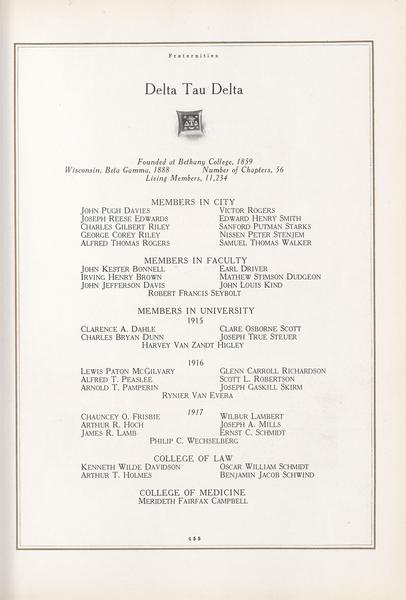 Fraternities
Delta Tau Delta
Founded at Bethany College, 1859
Wisconsin, Beta Gamma, 1888 Number of Chapters, 56
Living Members, 11,234
MEMBERS IN CITY
JOHN PUGH DAVIES VICTOR ROGERS
JOSEPH REESE EDWARDS EDWARD HENRY SMITH
CHARLES GILBERT RILEY SANFORD PUTMAN STARKS
GEORGE COREY RILEY NISSEN PETER STENJEM
ALFRED THOMAS ROGERS SAMUEL THOMAS WALKER
MEMBERS IN FACULTY
JOHN KESTER BONNELL EARL DRIVER
IRVING HENRY BROWN MATHEW STIMSON DUDGEON
JOHN JEFFERSON DAVIS JOHN LOUIS KIND
ROBERT FRANCIS SEYBOLT
MEMBERS IN UNIVERSITY
1915
CLARENCE A. DAHLE CLARE OSBORNE SCOTT
CHARLES BRYAN DUNN JOSEPH TRUE STEUER
HARVEY VAN ZANDT HIGLEY
1916
LEWIS PATON MCGILVARY GLENN CARROLL RICHARDSON
ALFRED T. PEASLEE SCOTT L. ROBERTSON
ARNOLD T. PAMPERIN JOSEPH GASKILL SKIRM
RYNIER VAN EVERA
1917
CHAUNCEY O. FRISBIE WILBUR LAMBERT
ARTHUR R. HOCH JOSEPH A. MILLS
JAMES R. LAMB ERNST C. SCHMIDT
PHILIP C. WECHSELBERG
COLLEGE OF LAW
KENNETH WILDE DAVIDSON OSCAR WILLIAM SCHMIDT
ARTHUR T. HOLMES BENJAMIN JACOB SCHWIND
COLLEGE OF MEDICINE
MERIDETH FAIRFAX CAMPBELL
455